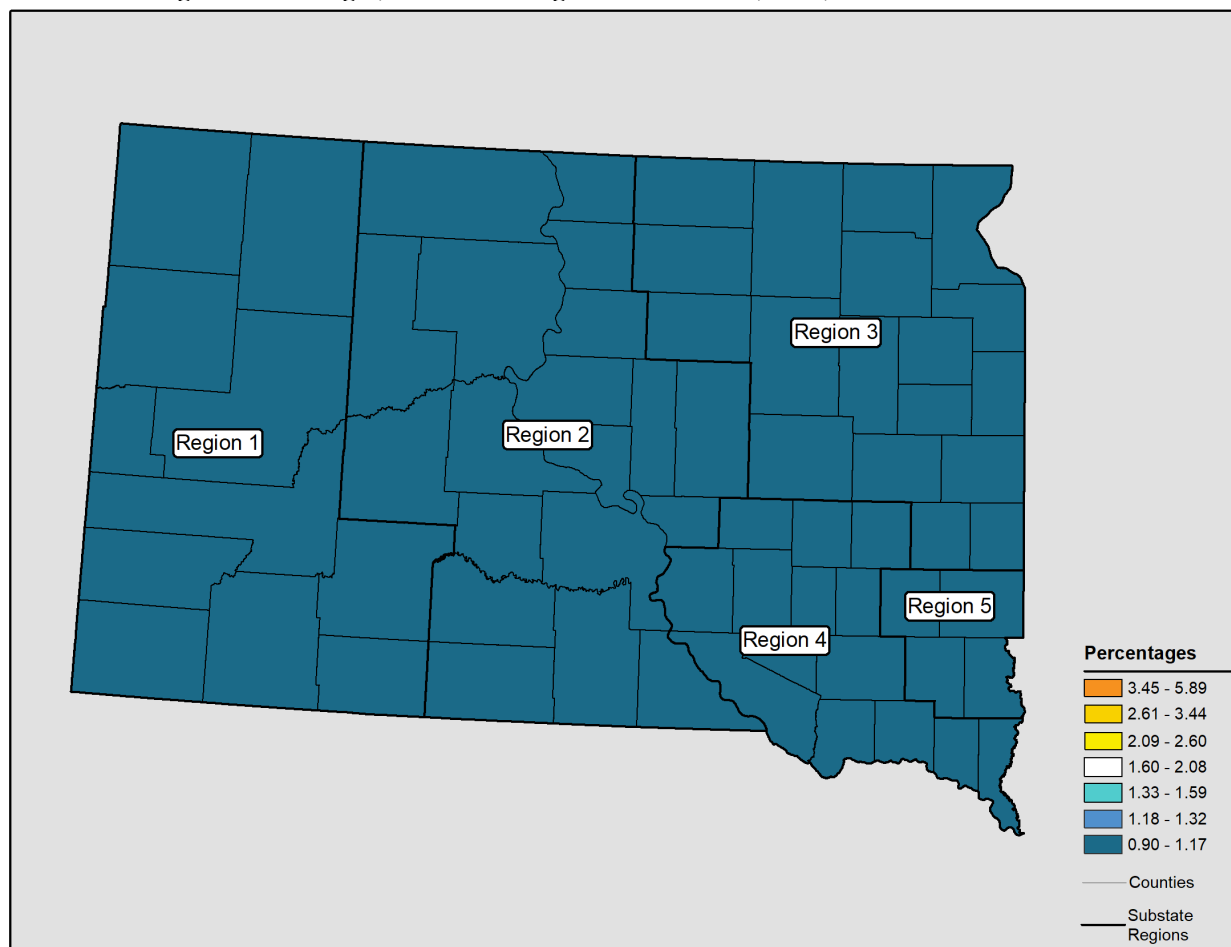 Region 3
Region 2
Region 1
Region 5
Region 4
Percentages
3.45 - 5.89
2.61 - 3.44
2.09 - 2.60
1.60 - 2.08
1.33 - 1.59
1.18 - 1.32
0.90 - 1.17
Counties
Substate
Regions